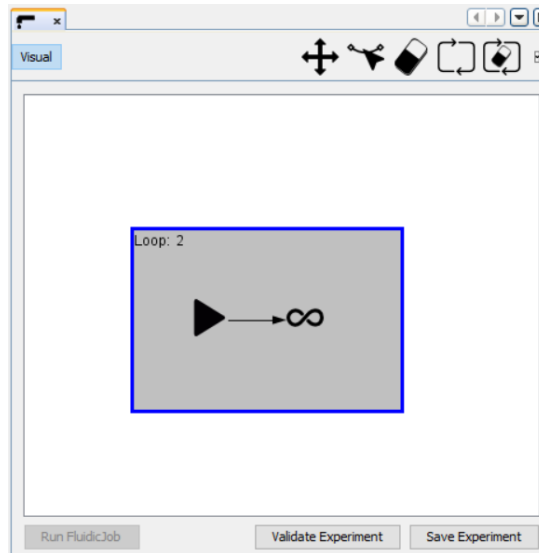 Visual
Loop: 2
Run FluidicJob
Validate Experiment
Save Experiment